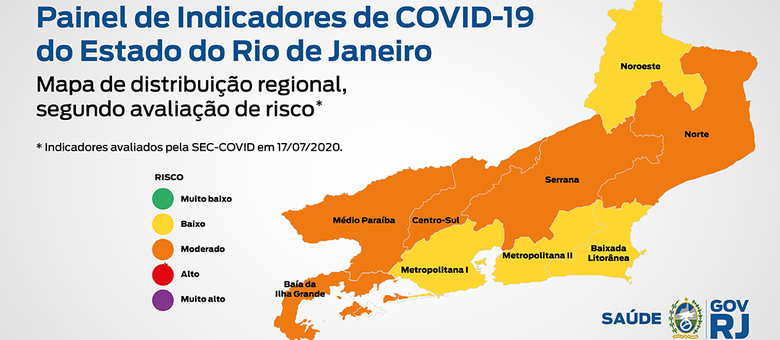 Painel de Indicadores de COVID-19
do Estado do Rio de Janeiro
Mapa de distribuição regional,
segundo avaliação de risco*
* Indicadores avaliados pela SEC-COVID em 17/07/2020.
RISCO
Muito baixo
Baixo
Moderado
Alto
Muito alto
Noroeste
Norte
Serrana
Médio Paraíba
Centro-Sul
Metropolitana I
Metropolitana II
Baixada
Litorânea
Baía da
Ilha Grande
SAÚDE
GOV
RJ